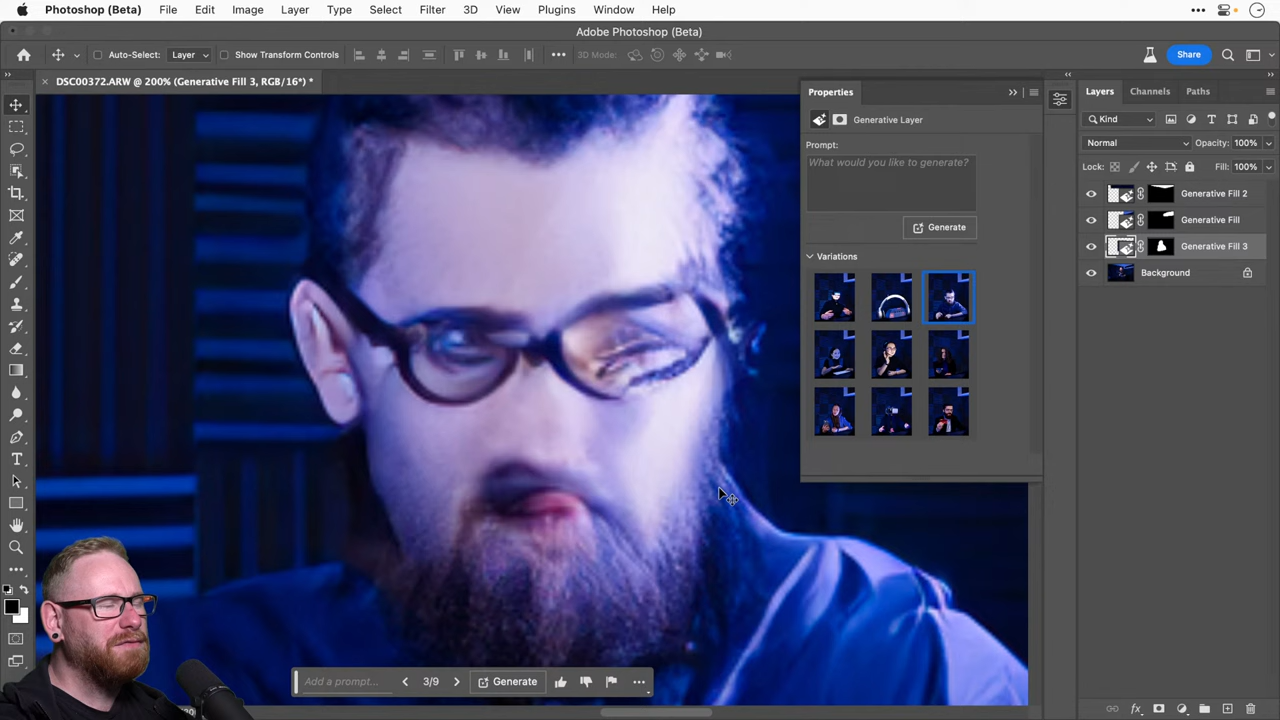 Photoshop (Beta) File Edit Image Layer Type Select Filter 3D View Plugins Window Help
Adobe Photoshop (Beta)
Auto-Select: Layer Show Transform Controls 3D Mode: Share
DSC00372.ARW @ 200% (Generative Fill 3, RGB/16*) *
Properties
Generative Layer
Prompt:
What would you like to generate?
Generate
Variations
Layers Channels Paths
Kind
Normal Opacity: 100%
Lock: Fill: 100%
Generative Fill 2
Generative Fill
Generative Fill 3
Background
Add a prompt... 3/9 Generate